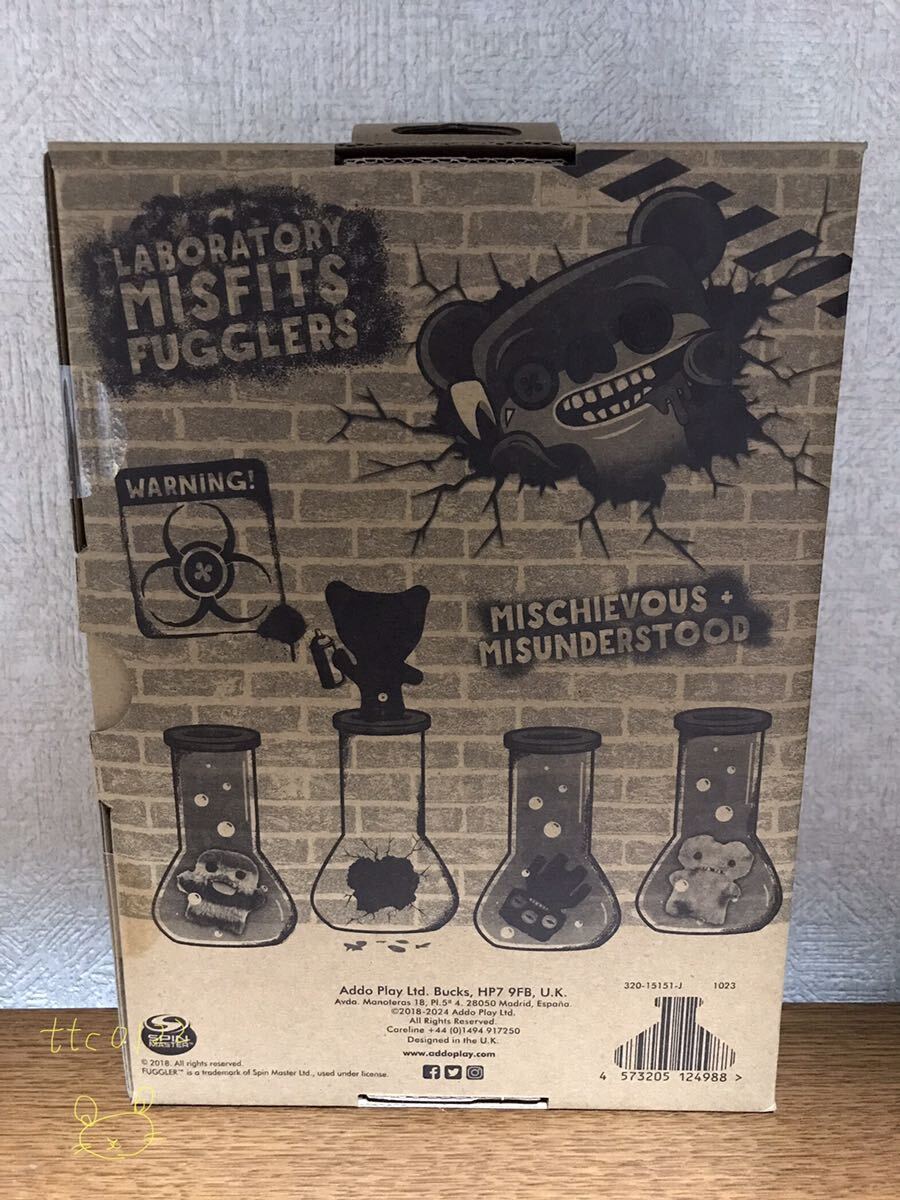 LABORATORY
MISFITS
FUGGLERS
WARNING!
MISCHIEVOUS +
MISUNDERSTOOD
Addo Play Ltd. Bucks, HP7 9FB, U.K.
Avda. Manoteras 18, Pl.5ª 4. 28050 Madrid, España.
©2018-2024 Addo Play Ltd.
All Rights Reserved.
Careline +44 (0)1494 917250
Designed in the U.K.
www.addoplay.com
320-15151-J 1023
4 573205 124988 >
SPIN
MASTER™
© 2018. All rights reserved.
FUGGLER™ is a trademark of Spin Master Ltd., used under license.